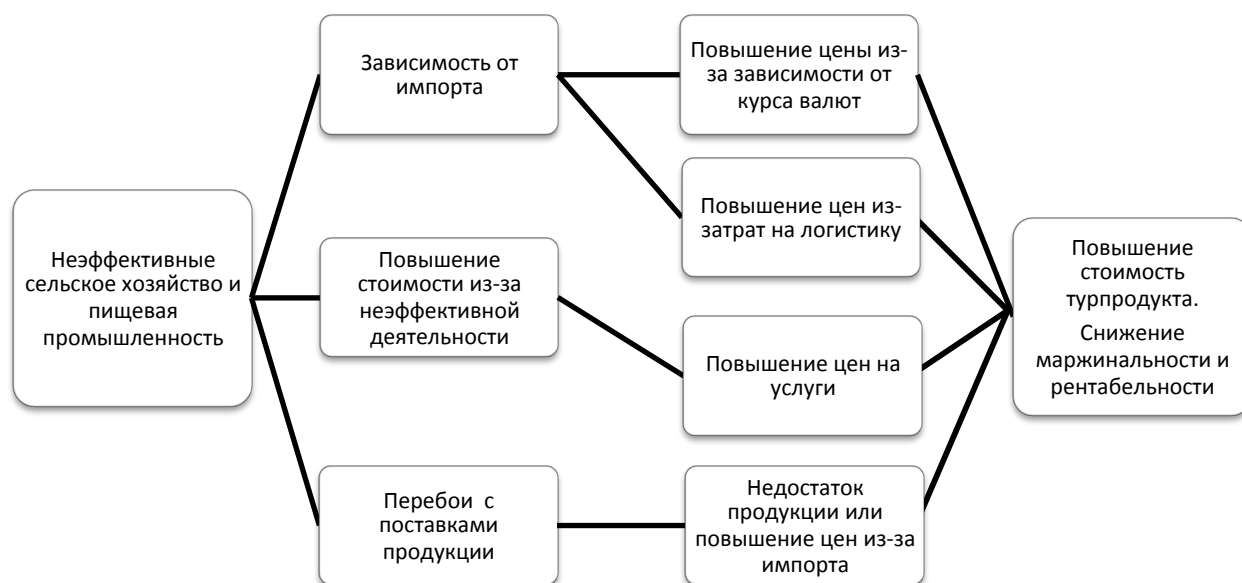 Неэффективные
сельское хозяйство и
пищевая
промышленность
Зависимость от
импорта
Повышение
стоимости из-за
неэффективной
деятельности
Перебои с
поставками
продукции
Повышение цены из-
за зависимости от
курса валют
Повышение цен из-
затрат на логистику
Повышение цен на
услуги
Недостаток
продукции или
повышение цен из-за
импорта
Повышение
стоимость
турпродукта.
Снижение
маржинальности и
рентабельности